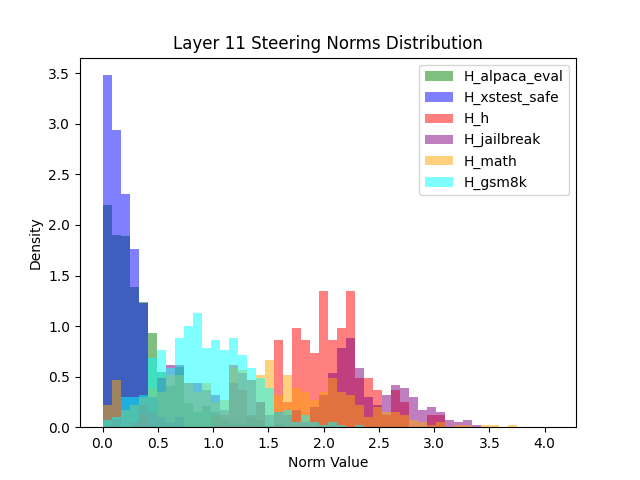 Layer 11 Steering Norms Distribution
H_alpaca_eval
H_xstest_safe
H_h
H_jailbreak
H_math
H_gsm8k
3.5
3.0
2.5
2.0
1.5
1.0
0.5
0.0
Density
0.0 0.5 1.0 1.5 2.0 2.5 3.0 3.5 4.0
Norm Value